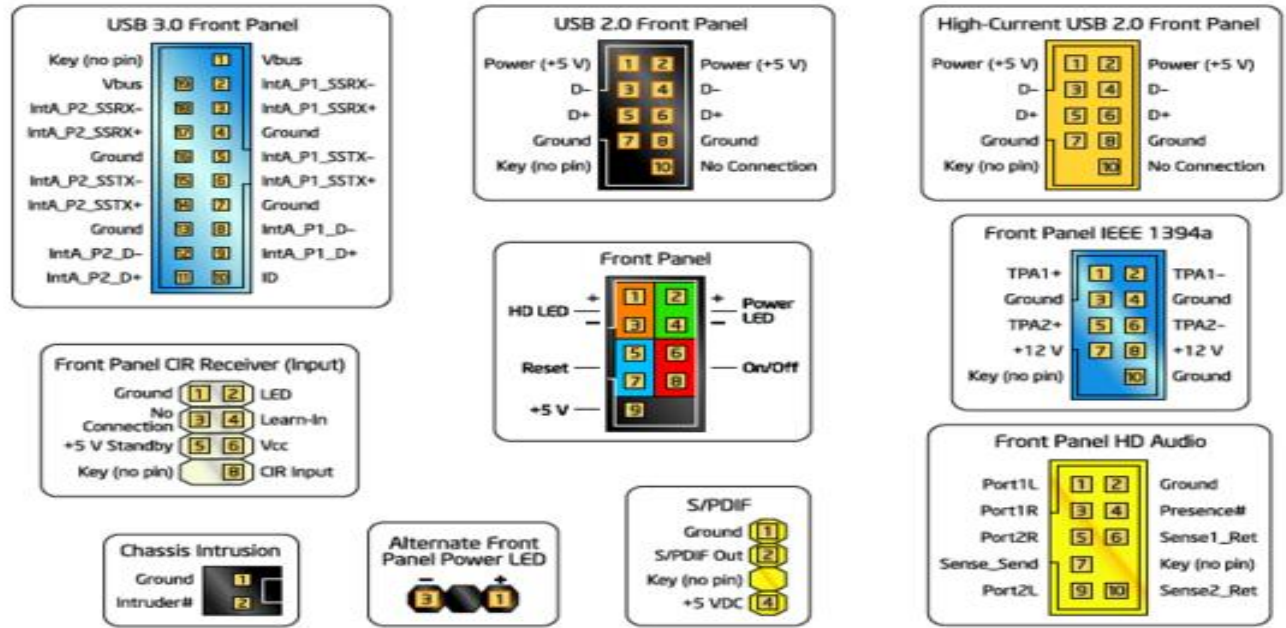 USB 3.0 Front Panel
Key (no pin) 1 Vbus
Vbus 19 2 IntA_P1_SSRX-
IntA_P2_SSRX- 18 3 IntA_P1_SSRX+
IntA_P2_SSRX+ 17 4 Ground
Ground 16 5 IntA_P1_SSTX-
IntA_P2_SSTX- 15 6 IntA_P1_SSTX+
IntA_P2_SSTX+ 14 7 Ground
Ground 13 8 IntA_P1_D-
IntA_P2_D- 12 9 IntA_P1_D+
IntA_P2_D+ 11 10 ID
USB 2.0 Front Panel
Power (+5 V) 1 2 Power (+5 V)
D- 3 4 D-
D+ 5 6 D+
Ground 7 8 Ground
Key (no pin) 10 No Connection
High-Current USB 2.0 Front Panel
Power (+5 V) 1 2 Power (+5 V)
D- 3 4 D-
D+ 5 6 D+
Ground 7 8 Ground
Key (no pin) 10 No Connection
Front Panel
+ 1 2 +
HD LED Power
LED
- 3 4 -
5 6
Reset On/Off
7 8
+5 V 9
Front Panel IEEE 1394a
TPA1+ 1 2 TPA1-
Ground 3 4 Ground
TPA2+ 5 6 TPA2-
+12 V 7 8 +12 V
Key (no pin) 10 Ground
Front Panel CIR Receiver (Input)
Ground 1 2 LED
No
Connection 3 4 Learn-In
+5 V Standby 5 6 Vcc
Key (no pin) 8 CIR Input
Front Panel HD Audio
Port1L 1 2 Ground
Port1R 3 4 Presence#
Port2R 5 6 Sense1_Ret
Sense_Send 7 Key (no pin)
Port2L 9 10 Sense2_Ret
Chassis Intrusion
Ground 1
Intruder# 2
Alternate Front
Panel Power LED
- +
3 1
S/PDIF
Ground 1
S/PDIF Out 2
Key (no pin)
+5 VDC 4